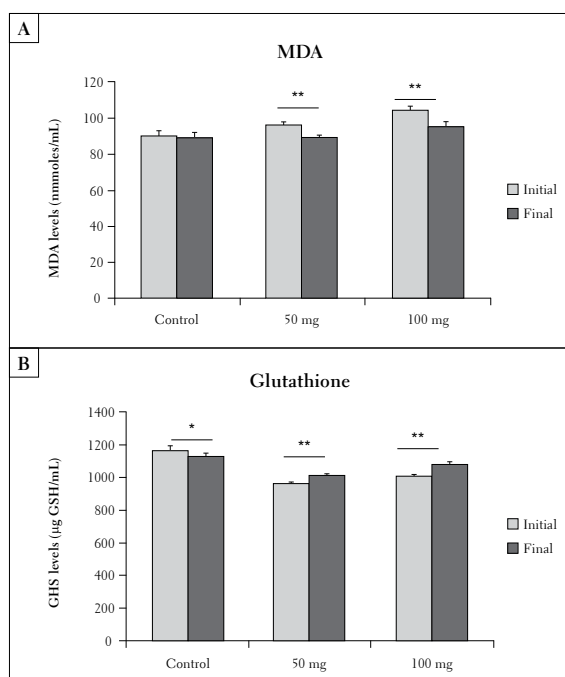 A
MDA
MDA levels (nmmoles/mL)
120
100
80
60
40
20
0
**
**
Control
50 mg
100 mg
Initial
Final
B
Glutathione
GHS levels (µg GSH/mL)
1400
1200
1000
800
600
400
200
0
*
**
**
Control
50 mg
100 mg
Initial
Final